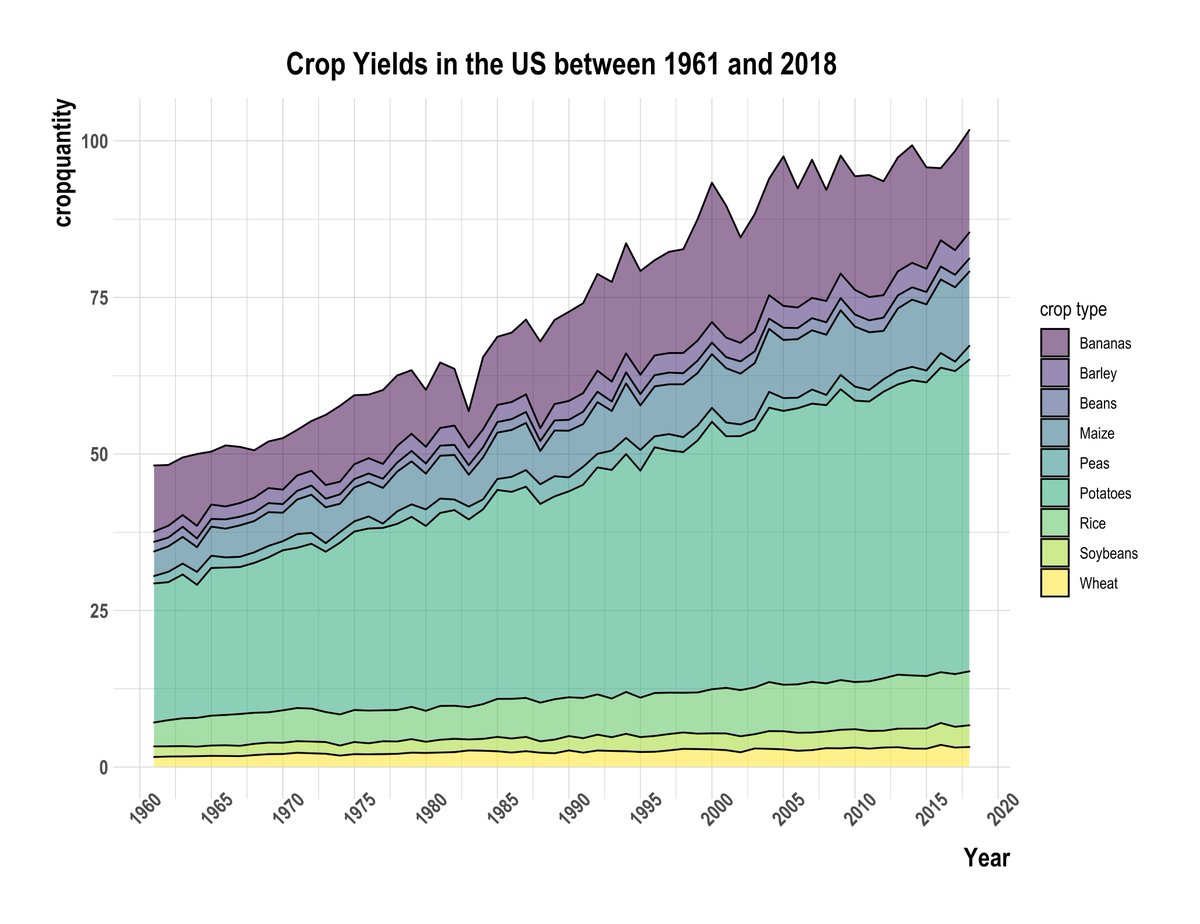 Crop Yields in the US between 1961 and 2018
cropquantity
100
75
50
25
0
1960
1965
1970
1975
1980
1985
1990
1995
2000
2005
2010
2015
2020
Year
crop type
Bananas
Barley
Beans
Maize
Peas
Potatoes
Rice
Soybeans
Wheat